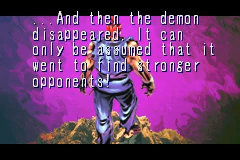 ...And then the demon
disappeared. It can
only be assumed that it
went to find stronger
opponents!